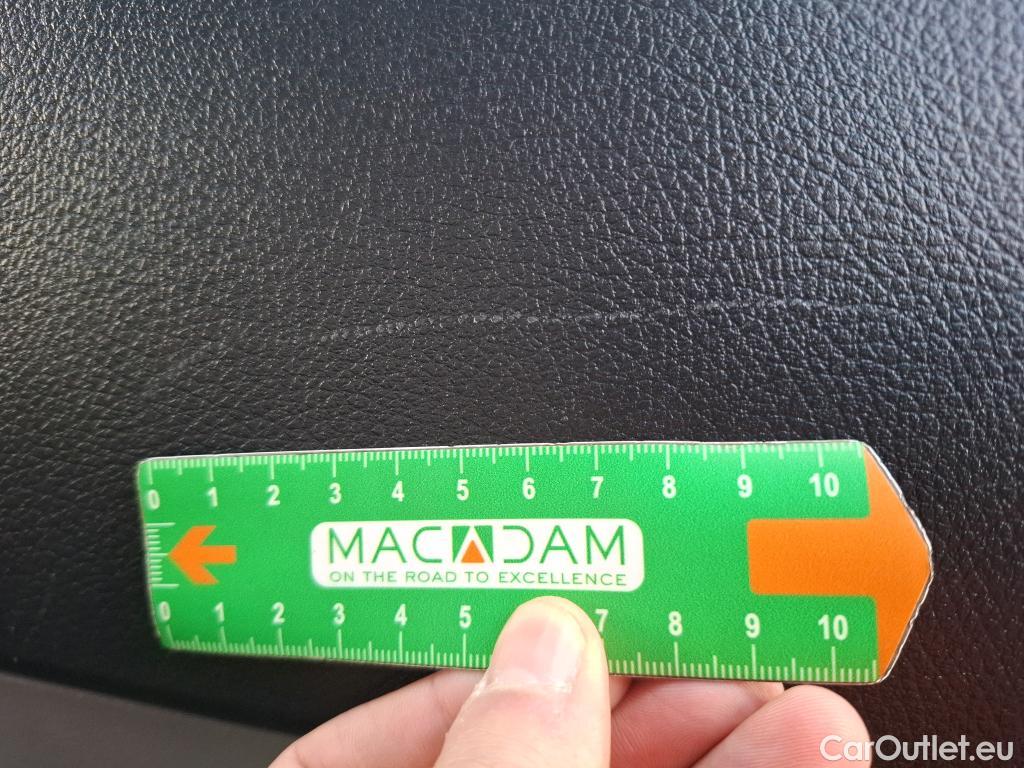 0 1 2 3 4 5 6 7 8 9 10
MACADAM
ON THE ROAD TO EXCELLENCE
0 1 2 3 4 5 7 8 9 10
CarOutlet.eu